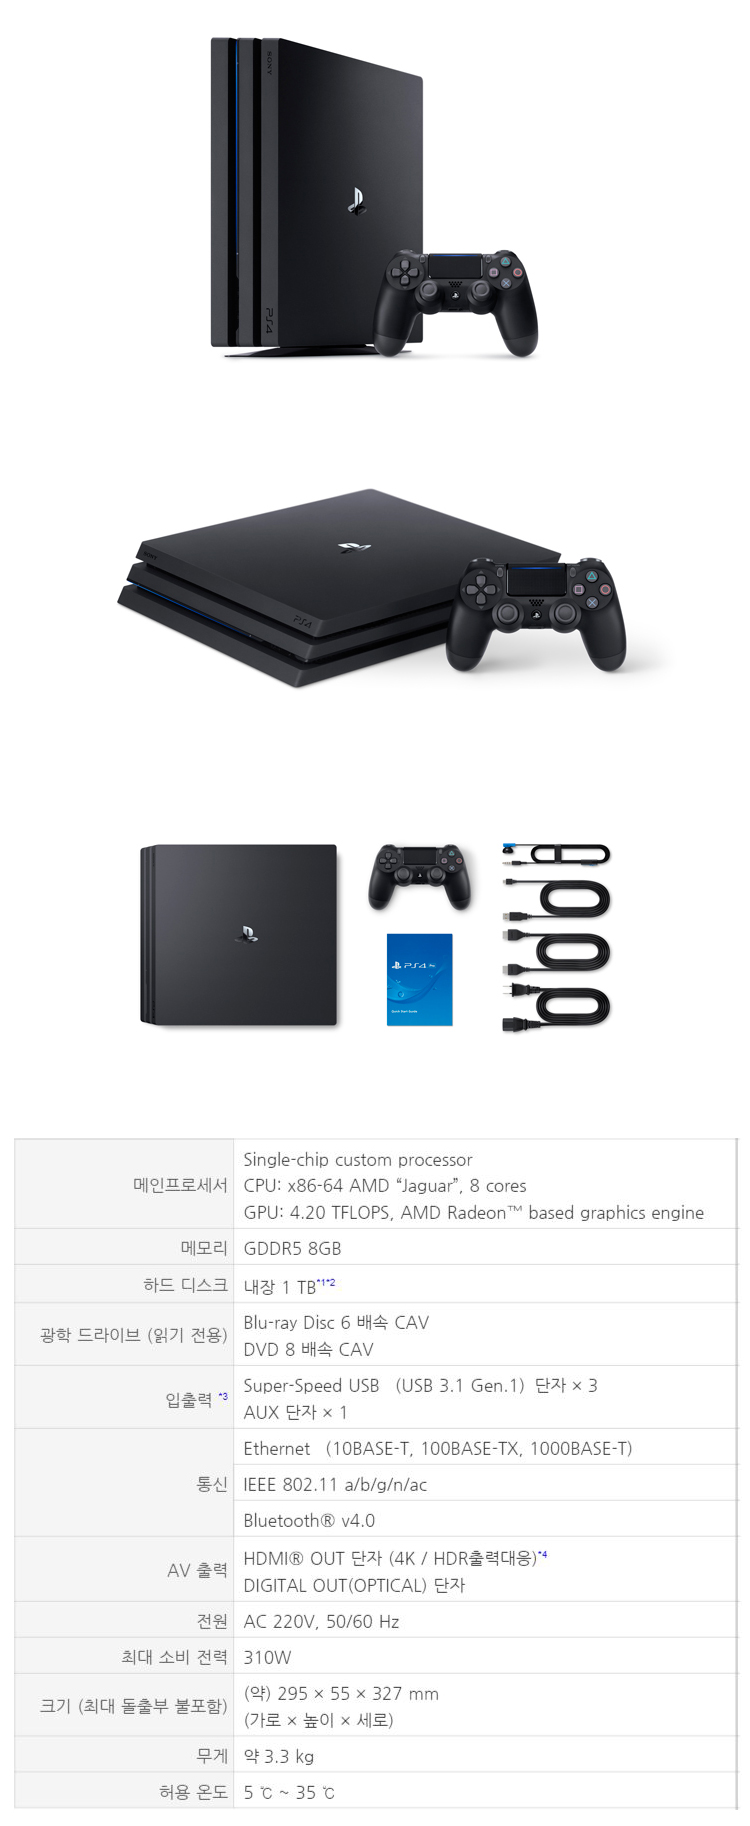 SONY
PS4
SONY
PS4
PS4 Pro
Quick Start Guide
메인프로세서
Single-chip custom processor
CPU: x86-64 AMD “Jaguar”, 8 cores
GPU: 4.20 TFLOPS, AMD Radeon™ based graphics engine
메모리
GDDR5 8GB
하드 디스크
내장 1 TB*1*2
광학 드라이브 (읽기 전용)
Blu-ray Disc 6 배속 CAV
DVD 8 배속 CAV
입출력 *3
Super-Speed USB （USB 3.1 Gen.1）단자 × 3
AUX 단자 × 1
통신
Ethernet （10BASE-T, 100BASE-TX, 1000BASE-T）
IEEE 802.11 a/b/g/n/ac
Bluetooth® v4.0
AV 출력
HDMI® OUT 단자 (4K / HDR출력대응)*4
DIGITAL OUT(OPTICAL) 단자
전원
AC 220V, 50/60 Hz
최대 소비 전력
310W
크기 (최대 돌출부 불포함)
(약) 295 × 55 × 327 mm
(가로 × 높이 × 세로)
무게
약 3.3 kg
허용 온도
5 ℃ ~ 35 ℃